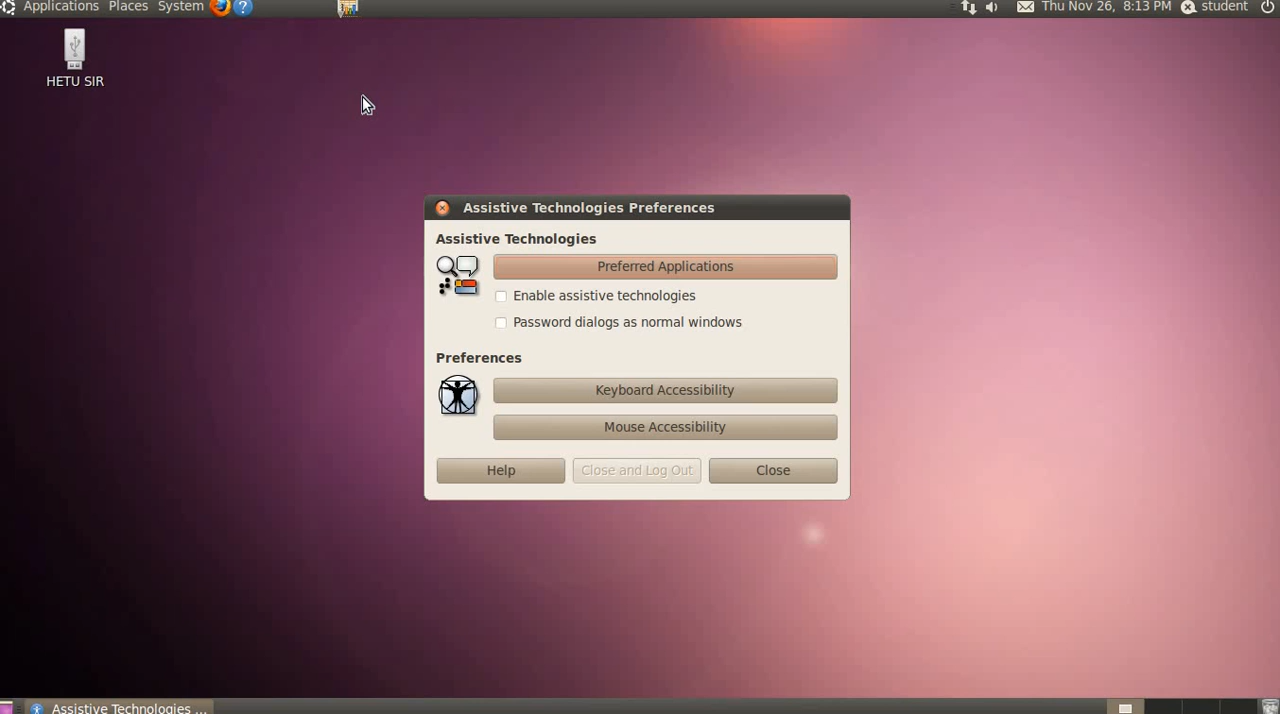 Applications Places System Thu Nov 26, 8:13 PM student
HETU SIR
Assistive Technologies Preferences
Assistive Technologies
Preferred Applications
Enable assistive technologies
Password dialogs as normal windows
Preferences
Keyboard Accessibility
Mouse Accessibility
Help Close and Log Out Close
Assistive Technologies ...